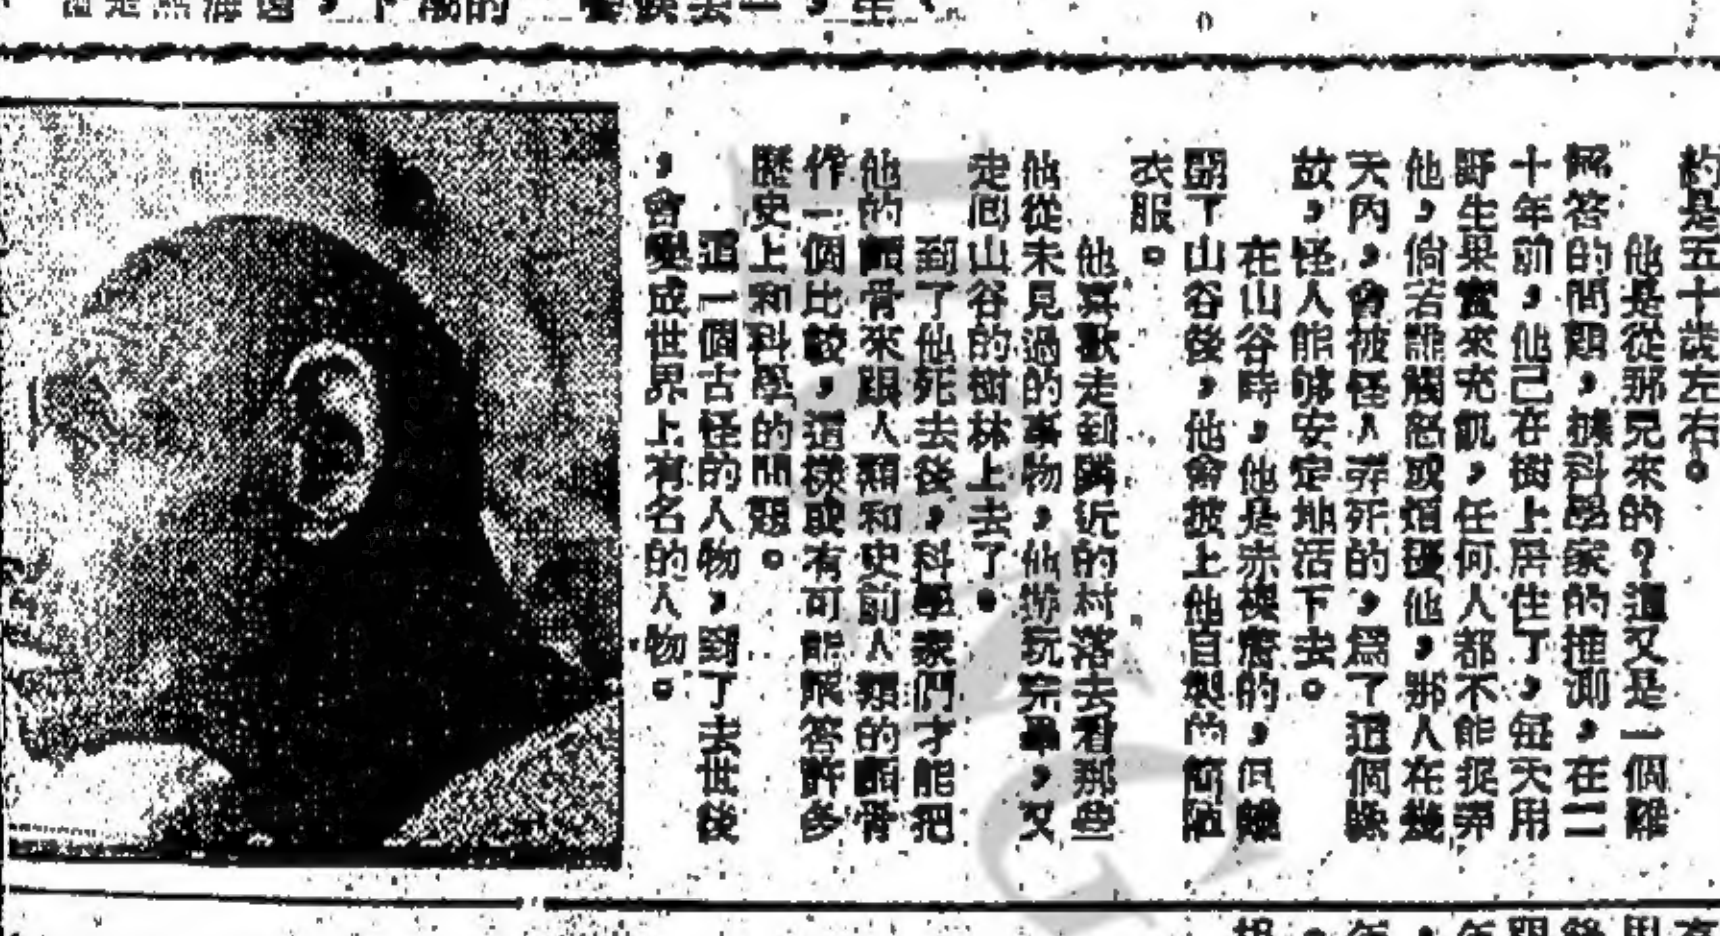 約是五十歲左右。
他是從那兒來的?這又是一個難
解答的問題,據科學家的推測,在二
十年前,他己在樹上居住了,每天用
野生果實來充飢,任何人都不能捉弄
他,倘若誰觸怒或煩擾他,那人在幾
天內,會被怪人弄死的,爲了這個緣
故,怪人能够安定地活下去。
在山谷時,他是赤裸裸的,但離
開了山谷後,他會披上他自製的簡陋
衣服。
他喜歡走到隣近的村落去看那些
他從未見過的事物,他遊玩完畢,又
走回山谷的樹林上去了。
到了他死去後,科學家們才能把
他的頭骨來跟人類和史前人類的頭骨
作一個比較,這樣或有可能解答許多
歷史上和科學的問題。
這一個古怪的人物,到了去世後
,會變成世界上有名的人物。